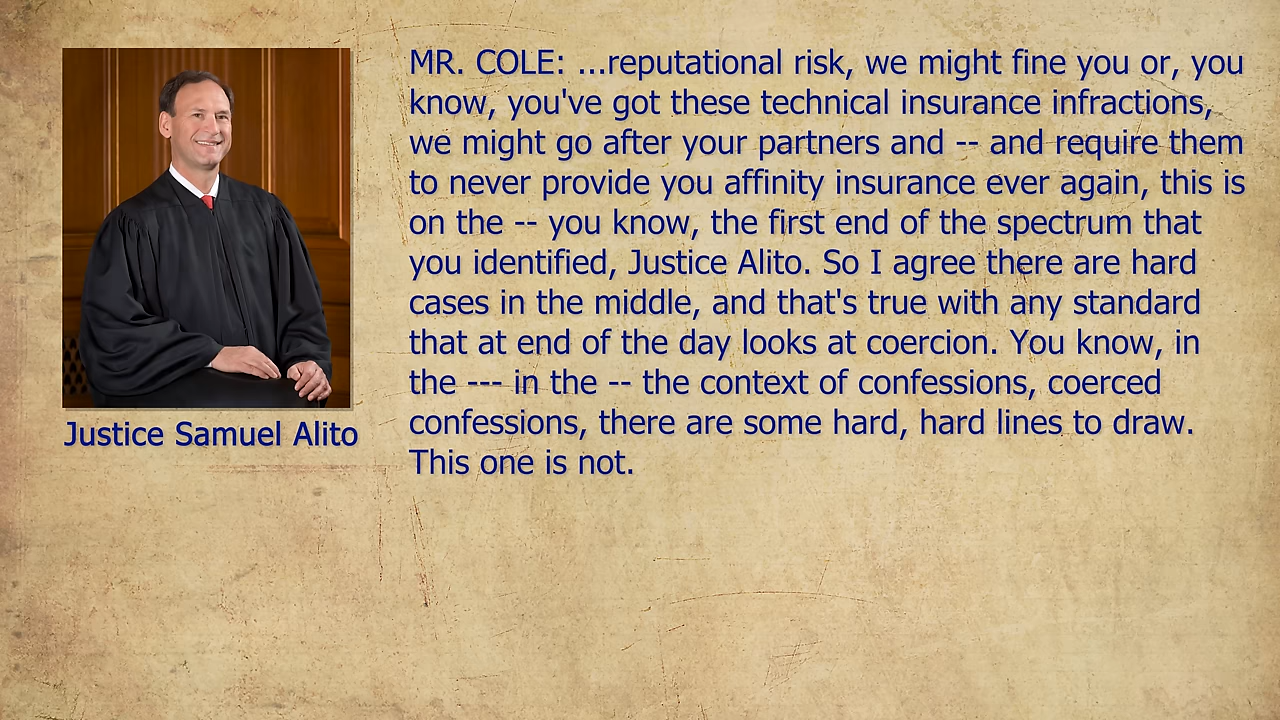 MR. COLE: ...reputational risk, we might fine you or, you
know, you've got these technical insurance infractions,
we might go after your partners and -- and require them
to never provide you affinity insurance ever again, this is
on the -- you know, the first end of the spectrum that
you identified, Justice Alito. So I agree there are hard
cases in the middle, and that's true with any standard
that at end of the day looks at coercion. You know, in
the --- in the -- the context of confessions, coerced
confessions, there are some hard, hard lines to draw.
This one is not.
Justice Samuel Alito